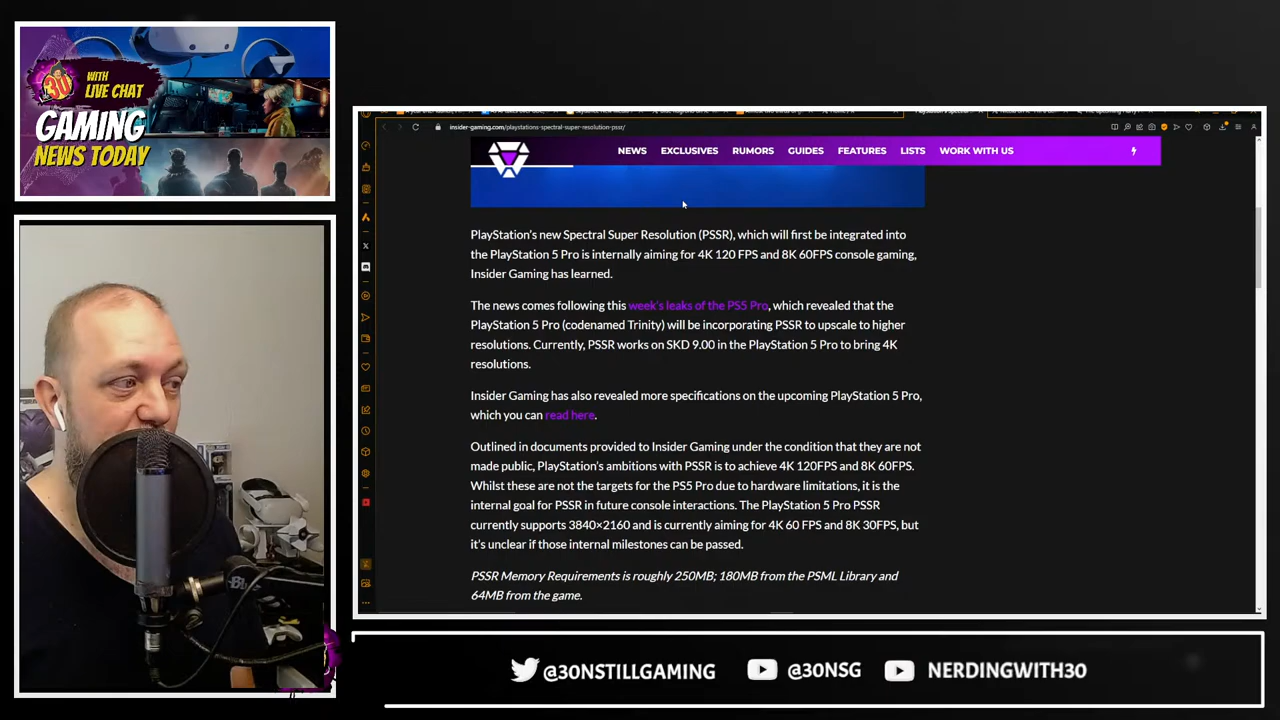 30
WITH
LIVE CHAT
GAMING
NEWS TODAY
insider-gaming.com/playstations-spectral-super-resolution-pssr/
NEWS EXCLUSIVES RUMORS GUIDES FEATURES LISTS WORK WITH US
PlayStation's new Spectral Super Resolution (PSSR), which will first be integrated into
the PlayStation 5 Pro is internally aiming for 4K 120 FPS and 8K 60FPS console gaming,
Insider Gaming has learned.
The news comes following this week's leaks of the PS5 Pro, which revealed that the
PlayStation 5 Pro (codenamed Trinity) will be incorporating PSSR to upscale to higher
resolutions. Currently, PSSR works on SKD 9.00 in the PlayStation 5 Pro to bring 4K
resolutions.
Insider Gaming has also revealed more specifications on the upcoming PlayStation 5 Pro,
which you can read here.
Outlined in documents provided to Insider Gaming under the condition that they are not
made public, PlayStation's ambitions with PSSR is to achieve 4K 120FPS and 8K 60FPS.
Whilst these are not the targets for the PS5 Pro due to hardware limitations, it is the
internal goal for PSSR in future console interactions. The PlayStation 5 Pro PSSR
currently supports 3840×2160 and is currently aiming for 4K 60 FPS and 8K 30FPS, but
it's unclear if those internal milestones can be passed.
PSSR Memory Requirements is roughly 250MB; 180MB from the PSML Library and
64MB from the game.
@30NSTILLGAMING @30NSG NERDINGWITH30